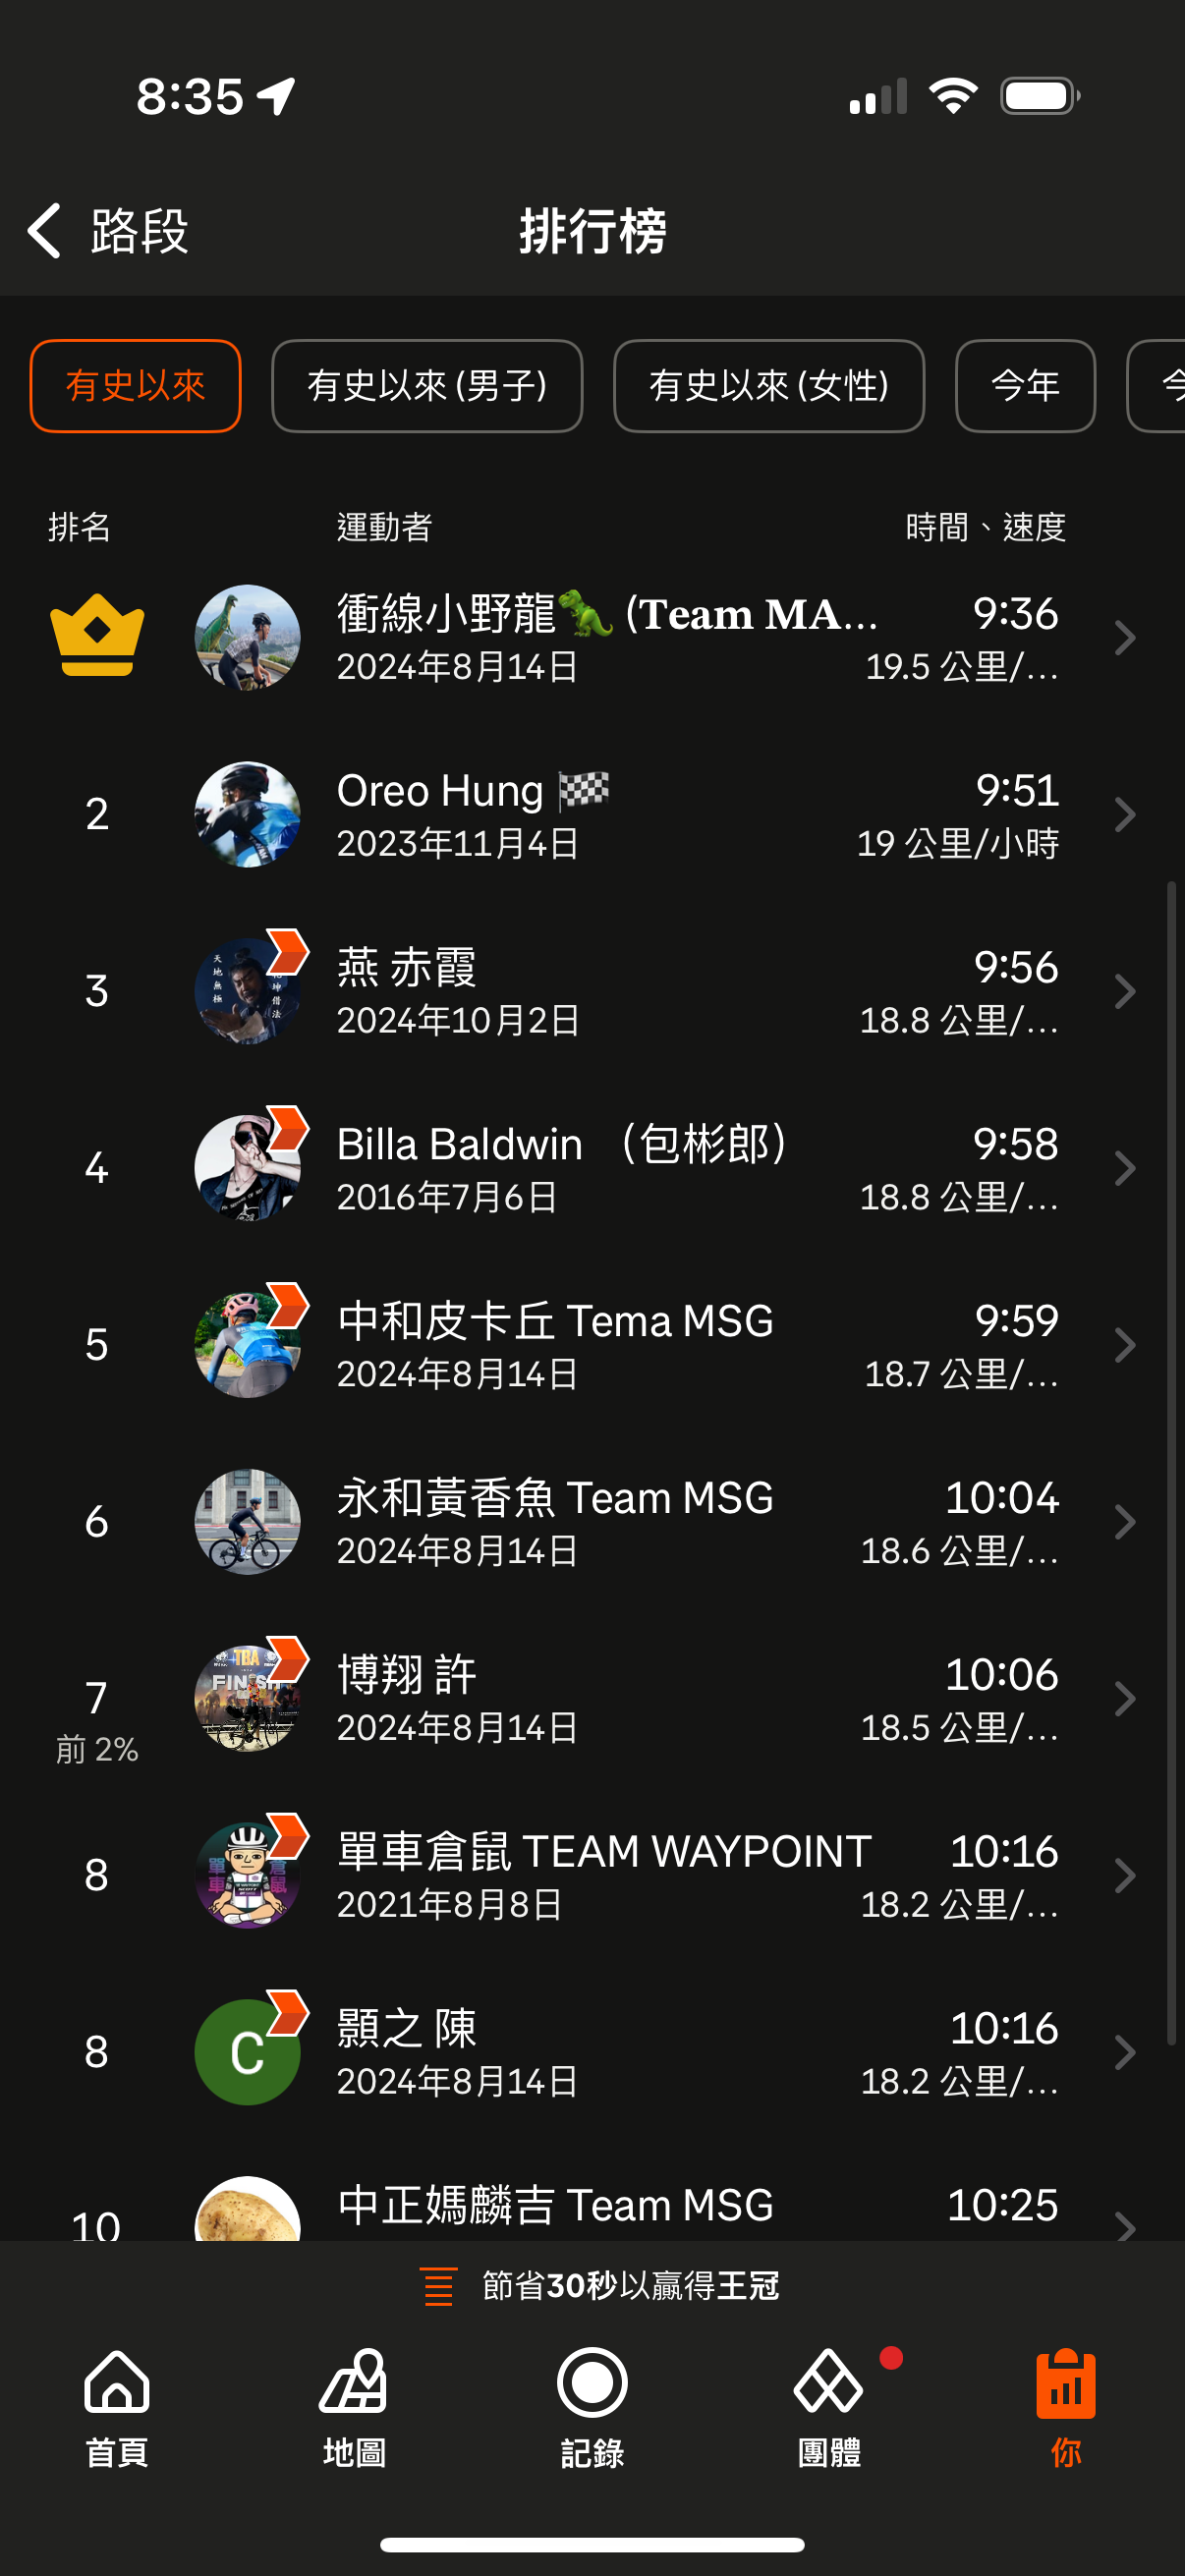 8:35
路段
排行榜
有史以來
有史以來 (男子)
有史以來 (女性)
今年
今
排名
運動者
時間、速度
衝線小野龍🦖 (Team MA...
9:36
2024年8月14日
19.5 公里/...
2
Oreo Hung 🏁
9:51
2023年11月4日
19 公里/小時
天地無極
坤借法
3
燕 赤霞
9:56
2024年10月2日
18.8 公里/...
4
Billa Baldwin （包彬郎）
9:58
2016年7月6日
18.8 公里/...
5
中和皮卡丘 Tema MSG
9:59
2024年8月14日
18.7 公里/...
6
永和黃香魚 Team MSG
10:04
2024年8月14日
18.6 公里/...
TBA
FINISH
7
前 2%
博翔 許
10:06
2024年8月14日
18.5 公里/...
單車
倉鼠
8
單車倉鼠 TEAM WAYPOINT
10:16
2021年8月8日
18.2 公里/...
8
C
顥之 陳
10:16
2024年8月14日
18.2 公里/...
10
中正媽麟吉 Team MSG
10:25
節省30秒以贏得王冠
首頁
地圖
記錄
團體
你